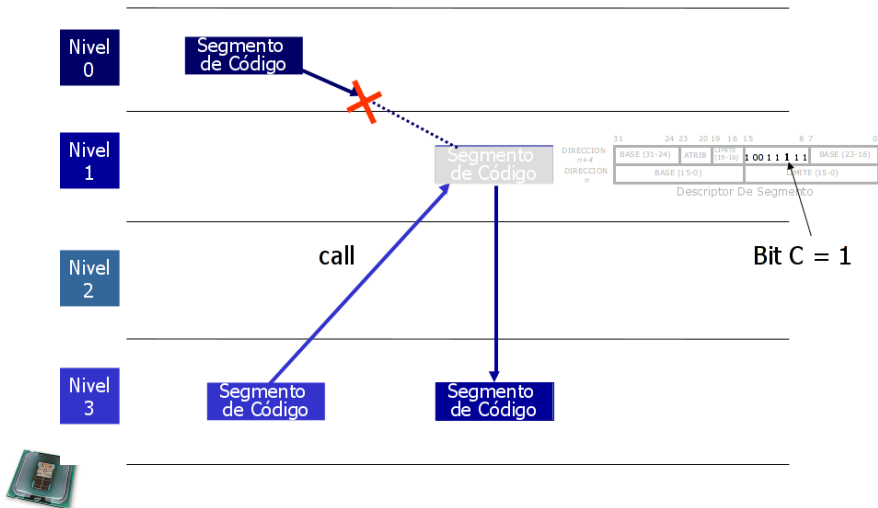 Nivel
0
Segmento
de Código
Nivel
1
Segmento
de Código
DIRECCION
n+4
DIRECCION
n
31 24 23 20 19 16 15 8 7 0
BASE (31-24) ATRIB LIMITE
(19-16) 1 00 1 1 1 1 1 BASE (23-16)
BASE (15-0) LIMITE (15-0)
Descriptor De Segmento
Nivel
2
call
Bit C = 1
Nivel
3
Segmento
de Código
Segmento
de Código